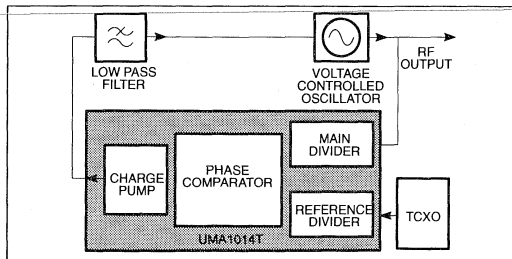 LOW PASS
FILTER
VOLTAGE
CONTROLLED
OSCILLATOR
RF
OUTPUT
CHARGE
PUMP
PHASE
COMPARATOR
MAIN
DIVIDER
REFERENCE
DIVIDER
TCXO
UMA1014T